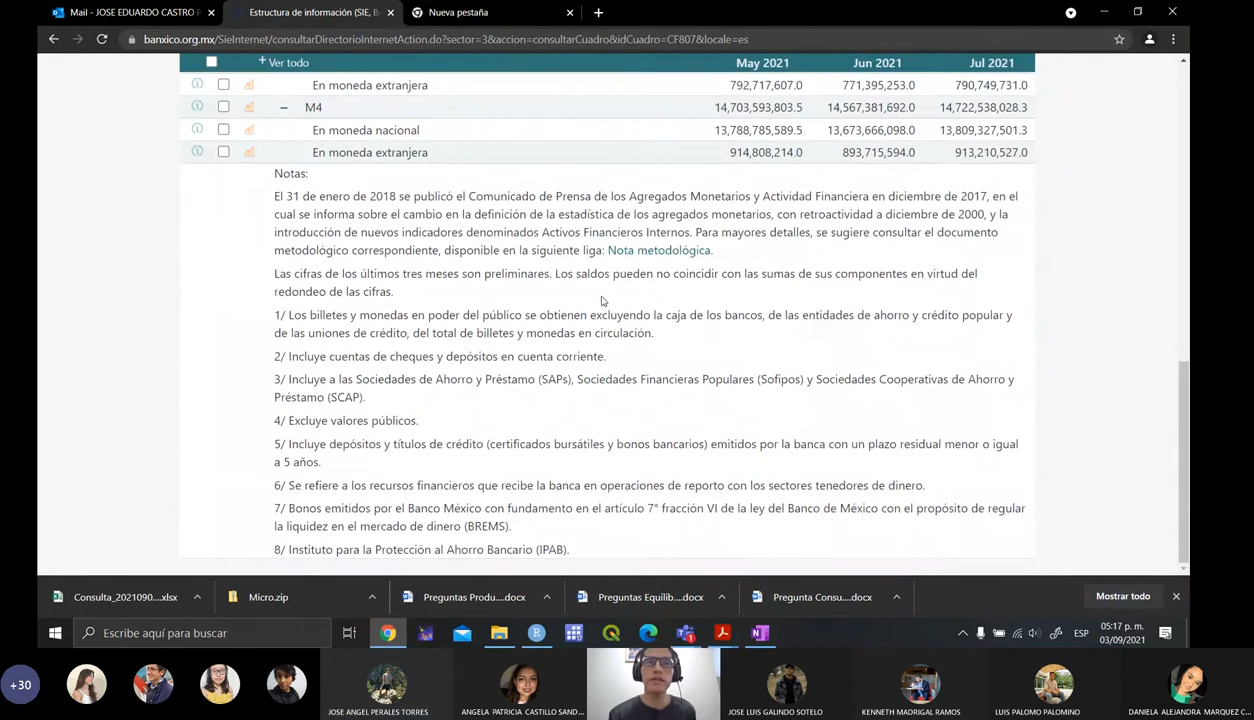 Mail - JOSE EDUARDO CASTRO P
Estructura de información (SIE, B
Nueva pestaña
banxico.org.mx/SieInternet/consultarDirectorioInternetAction.do?sector=3&accion=consultarCuadro&idCuadro=CF807&locale=es
+ Ver todo May 2021 Jun 2021 Jul 2021
En moneda extranjera 792,717,607.0 771,395,253.0 790,749,731.0
− M4 14,703,593,803.5 14,567,381,692.0 14,722,538,028.3
En moneda nacional 13,788,785,589.5 13,673,666,098.0 13,809,327,501.3
En moneda extranjera 914,808,214.0 893,715,594.0 913,210,527.0
Notas:
El 31 de enero de 2018 se publicó el Comunicado de Prensa de los Agregados Monetarios y Actividad Financiera en diciembre de 2017, en el
cual se informa sobre el cambio en la definición de la estadística de los agregados monetarios, con retroactividad a diciembre de 2000, y la
introducción de nuevos indicadores denominados Activos Financieros Internos. Para mayores detalles, se sugiere consultar el documento
metodológico correspondiente, disponible en la siguiente liga: Nota metodológica.
Las cifras de los últimos tres meses son preliminares. Los saldos pueden no coincidir con las sumas de sus componentes en virtud del
redondeo de las cifras.
1/ Los billetes y monedas en poder del público se obtienen excluyendo la caja de los bancos, de las entidades de ahorro y crédito popular y
de las uniones de crédito, del total de billetes y monedas en circulación.
2/ Incluye cuentas de cheques y depósitos en cuenta corriente.
3/ Incluye a las Sociedades de Ahorro y Préstamo (SAPs), Sociedades Financieras Populares (Sofipos) y Sociedades Cooperativas de Ahorro y
Préstamo (SCAP).
4/ Excluye valores públicos.
5/ Incluye depósitos y títulos de crédito (certificados bursátiles y bonos bancarios) emitidos por la banca con un plazo residual menor o igual
a 5 años.
6/ Se refiere a los recursos financieros que recibe la banca en operaciones de reporto con los sectores tenedores de dinero.
7/ Bonos emitidos por el Banco México con fundamento en el artículo 7° fracción VI de la ley del Banco de México con el propósito de regular
la liquidez en el mercado de dinero (BREMS).
8/ Instituto para la Protección al Ahorro Bancario (IPAB).
Consulta_2021090....xlsx
Micro.zip
Preguntas Produ....docx
Preguntas Equilib....docx
Pregunta Consu....docx
Mostrar todo
Escribe aquí para buscar
ESP
05:17 p. m.
03/09/2021
+30
JOSE ANGEL PERALES TORRES
ANGELA PATRICIA CASTILLO SAND...
JOSE LUIS GALINDO SOTELO
KENNETH MADRIGAL RAMOS
LUIS PALOMO PALOMINO
DANIELA ALEJANDRA MARQUEZ C...